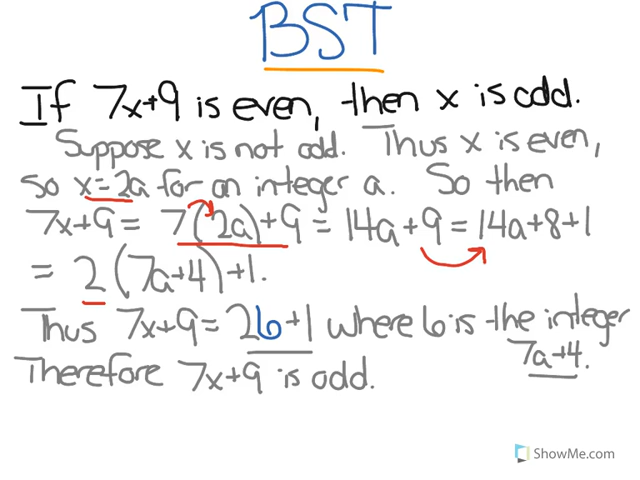 BST
If 7x+9 is even, then x is odd.
Suppose x is not odd. Thus x is even,
so x=2a for an integer a. So then
7x+9 = 7(2a)+9 = 14a+9 = 14a+8+1
= 2(7a+4)+1.
Thus 7x+9=2b+1 where b is the integer
7a+4.
Therefore 7x+9 is odd.
ShowMe.com